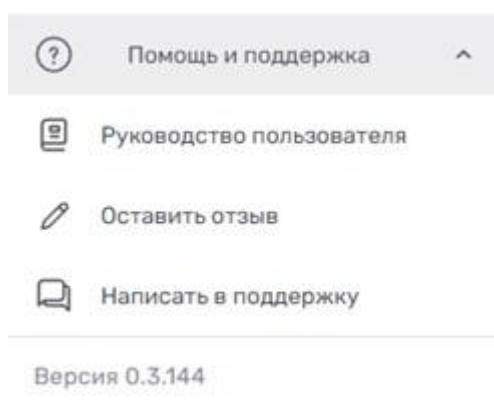 Помощь и поддержка
Руководство пользователя
Оставить отзыв
Написать в поддержку
Версия 0.3.144